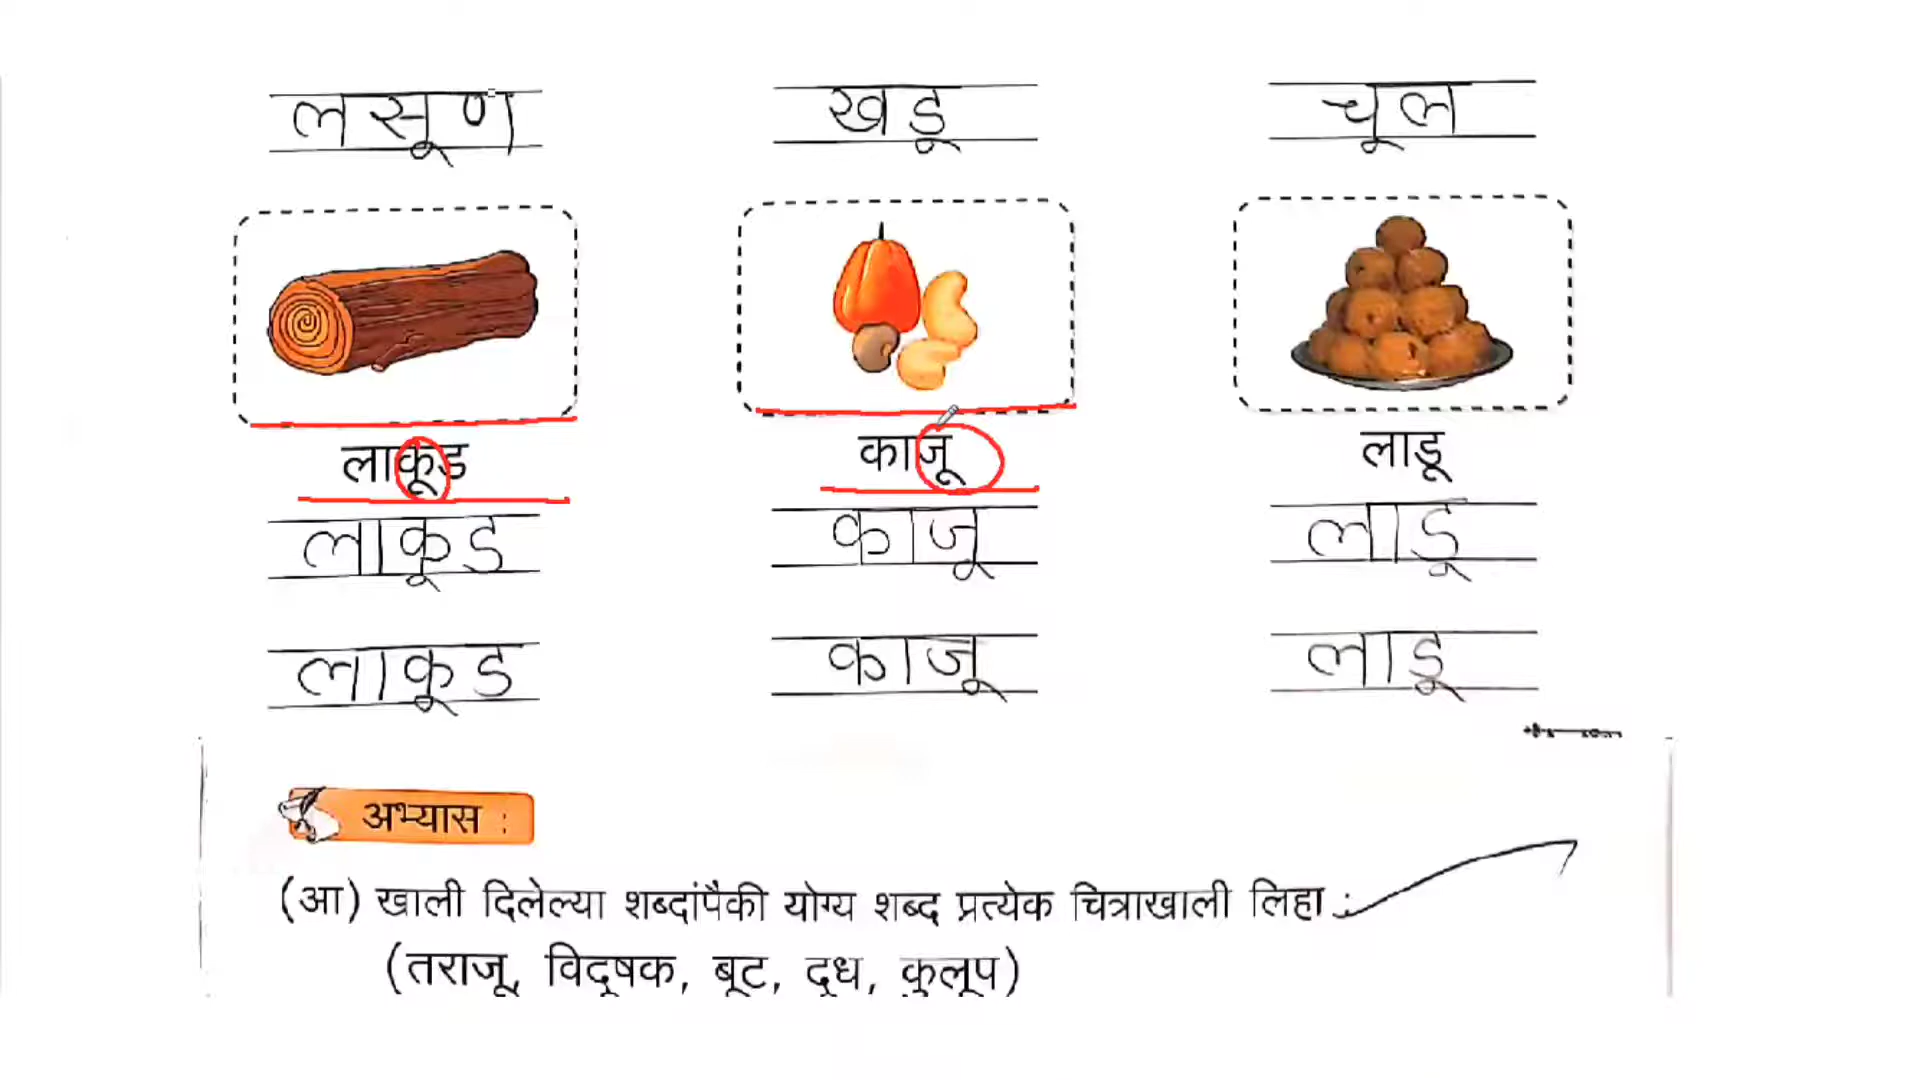 लसूण खडू चूल
लाकूड काजू लाडू
लाकूड काजू लाडू
लाकूड काजू लाडू
अभ्यास :
(आ) खाली दिलेल्या शब्दांपैकी योग्य शब्द प्रत्येक चित्राखाली लिहा :
(तराजू, विदूषक, बूट, दूध, कुलूप)